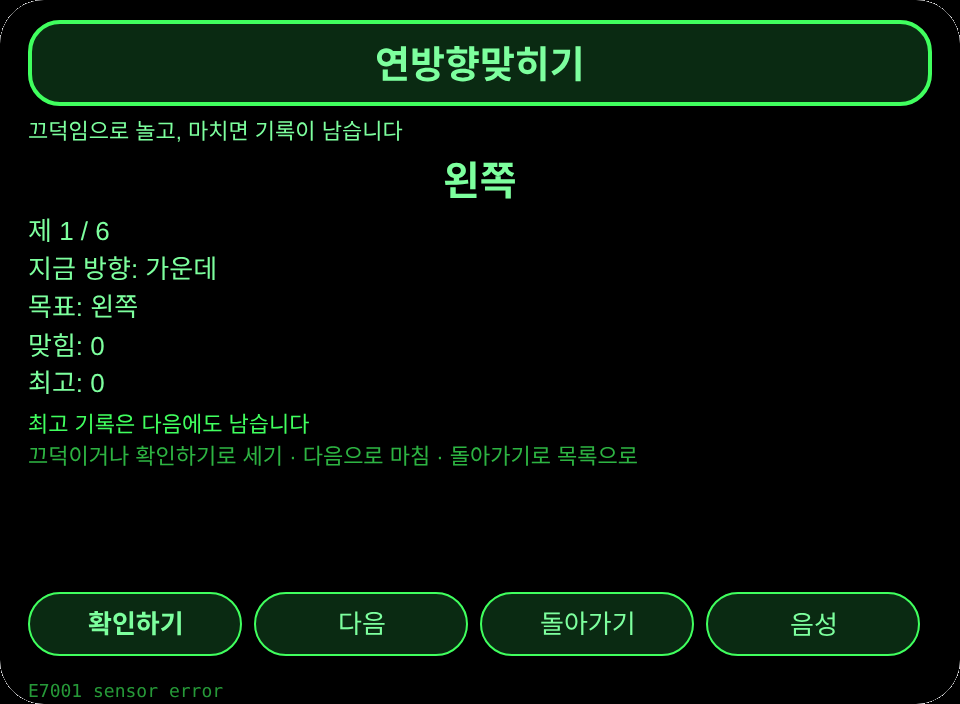 연방향맞히기
끄덕임으로 놀고, 마치면 기록이 남습니다
왼쪽
제 1 / 6
지금 방향: 가운데
목표: 왼쪽
맞힘: 0
최고: 0
최고 기록은 다음에도 남습니다
끄덕이거나 확인하기로 세기 · 다음으로 마침 · 돌아가기로 목록으로
확인하기
다음
돌아가기
음성
E7001 sensor error